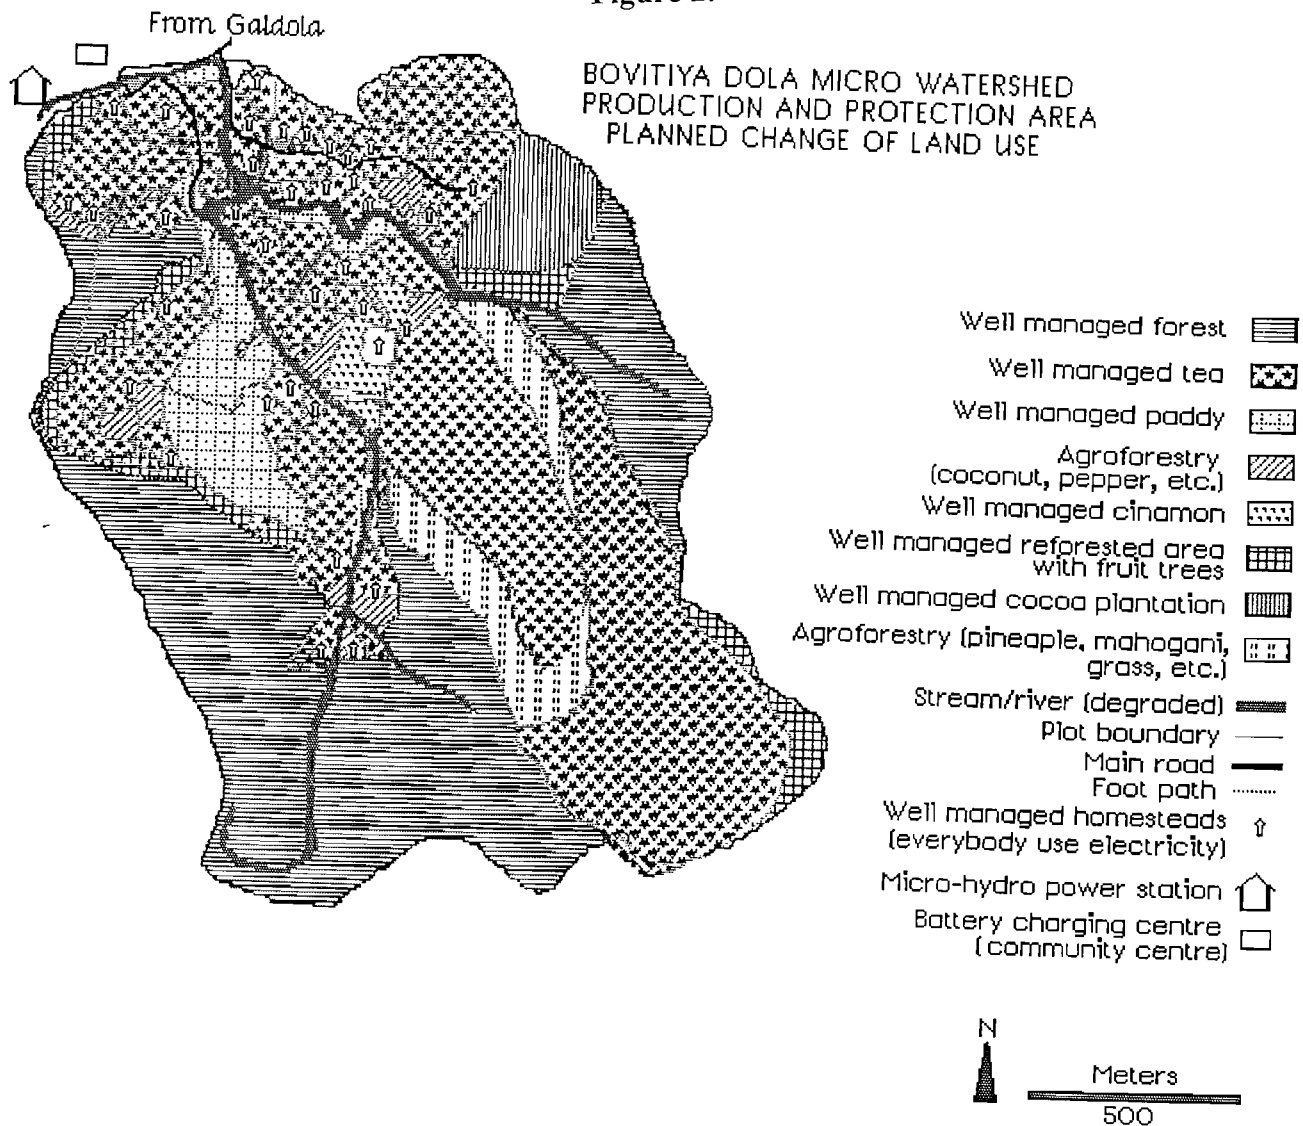 From Galdola
BOVITIYA DOLA MICRO WATERSHED
PRODUCTION AND PROTECTION AREA
PLANNED CHANGE OF LAND USE
Well managed forest
Well managed tea
Well managed paddy
Agroforestry
(coconut, pepper, etc.)
Well managed cinamon
Well managed reforested area
with fruit trees
Well managed cocoa plantation
Agroforestry (pineapple, mahogani,
grass, etc.)
Stream/river (degraded)
Plot boundary
Main road
Foot path
Well managed homesteads
(everybody use electricity)
Micro-hydro power station
Battery charging centre
(community centre)
N
Meters
500